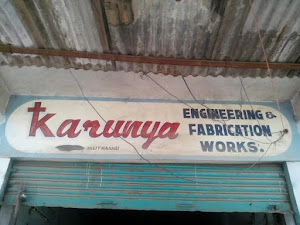 Karunya
ENGINEERING &
FABRICATION
WORKS.